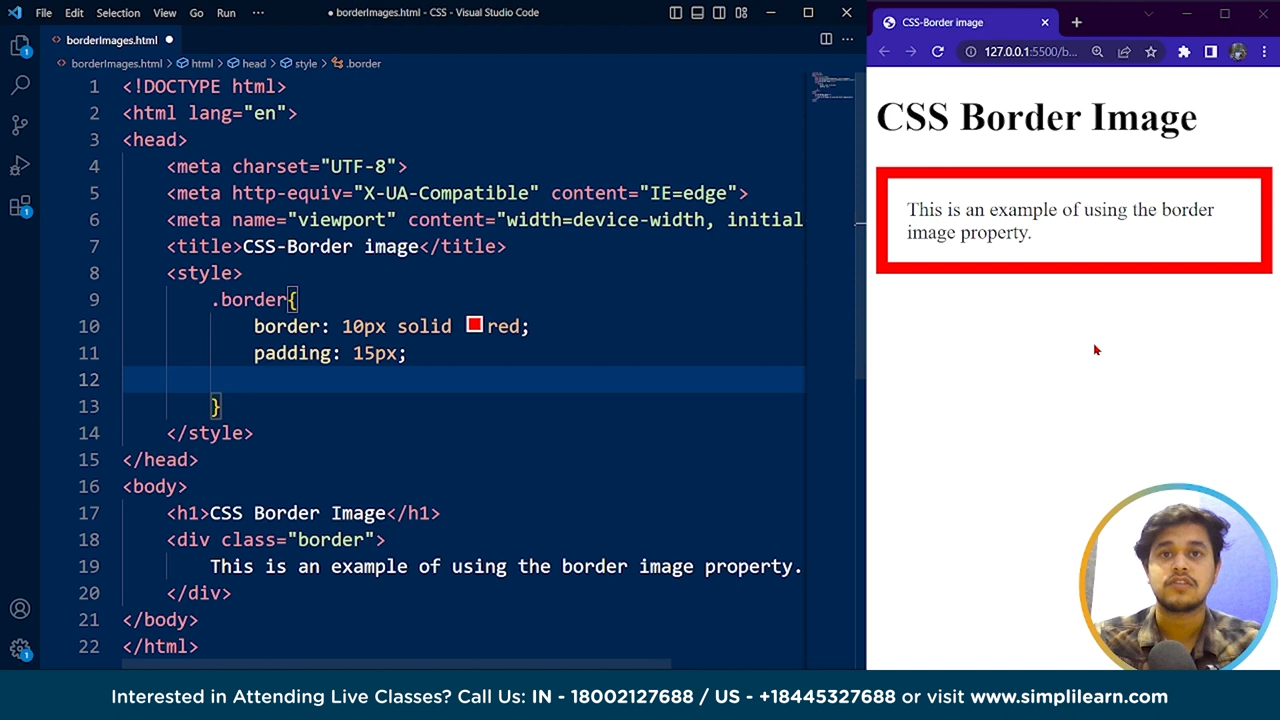 File Edit Selection View Go Run ··· ● borderImages.html - CSS - Visual Studio Code
<> borderImages.html ●
<> borderImages.html > html > head > style > .border
1 <!DOCTYPE html>
2 <html lang="en">
3 <head>
4 <meta charset="UTF-8">
5 <meta http-equiv="X-UA-Compatible" content="IE=edge">
6 <meta name="viewport" content="width=device-width, initial
7 <title>CSS-Border image</title>
8 <style>
9 .border{
10 border: 10px solid red;
11 padding: 15px;
12
13 }
14 </style>
15 </head>
16 <body>
17 <h1>CSS Border Image</h1>
18 <div class="border">
19 This is an example of using the border image property.
20 </div>
21 </body>
22 </html>
1
1
1
CSS-Border image
127.0.0.1:5500/b...
CSS Border Image
This is an example of using the border
image property.
Interested in Attending Live Classes? Call Us: IN - 18002127688 / US - +18445327688 or visit www.simplilearn.com